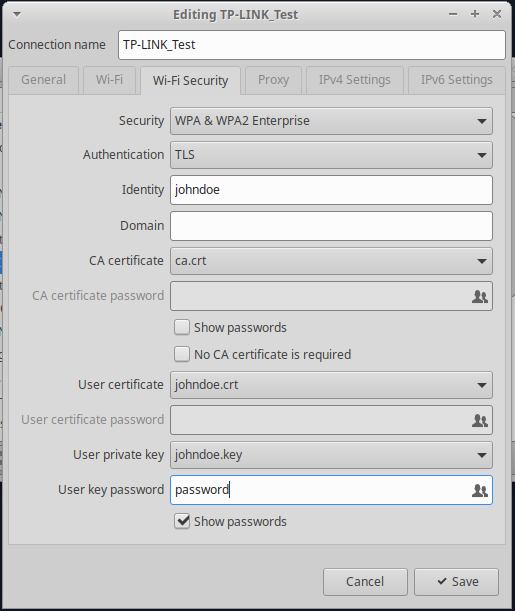 Editing TP-LINK_Test
Connection name TP-LINK_Test
General Wi-Fi Wi-Fi Security Proxy IPv4 Settings IPv6 Settings
Security WPA & WPA2 Enterprise
Authentication TLS
Identity johndoe
Domain
CA certificate ca.crt
CA certificate password
Show passwords
No CA certificate is required
User certificate johndoe.crt
User certificate password
User private key johndoe.key
User key password password
Show passwords
Cancel Save